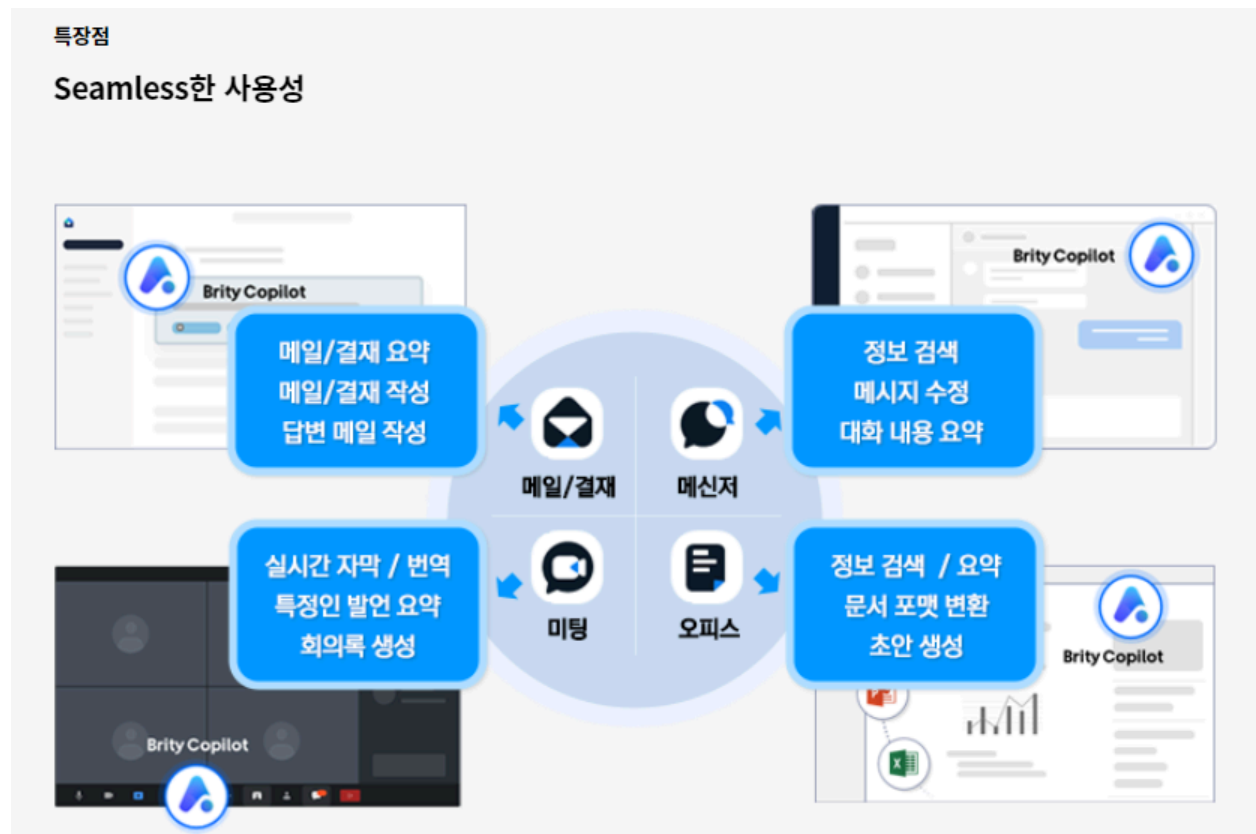 특장점
Seamless한 사용성
Brity Copilot
메일/결재 요약
메일/결재 작성
답변 메일 작성
Brity Copilot
정보 검색
메시지 수정
대화 내용 요약
메일/결재
메신저
실시간 자막 / 번역
특정인 발언 요약
회의록 생성
Brity Copilot
미팅
오피스
정보 검색 / 요약
문서 포맷 변환
초안 생성
Brity Copilot